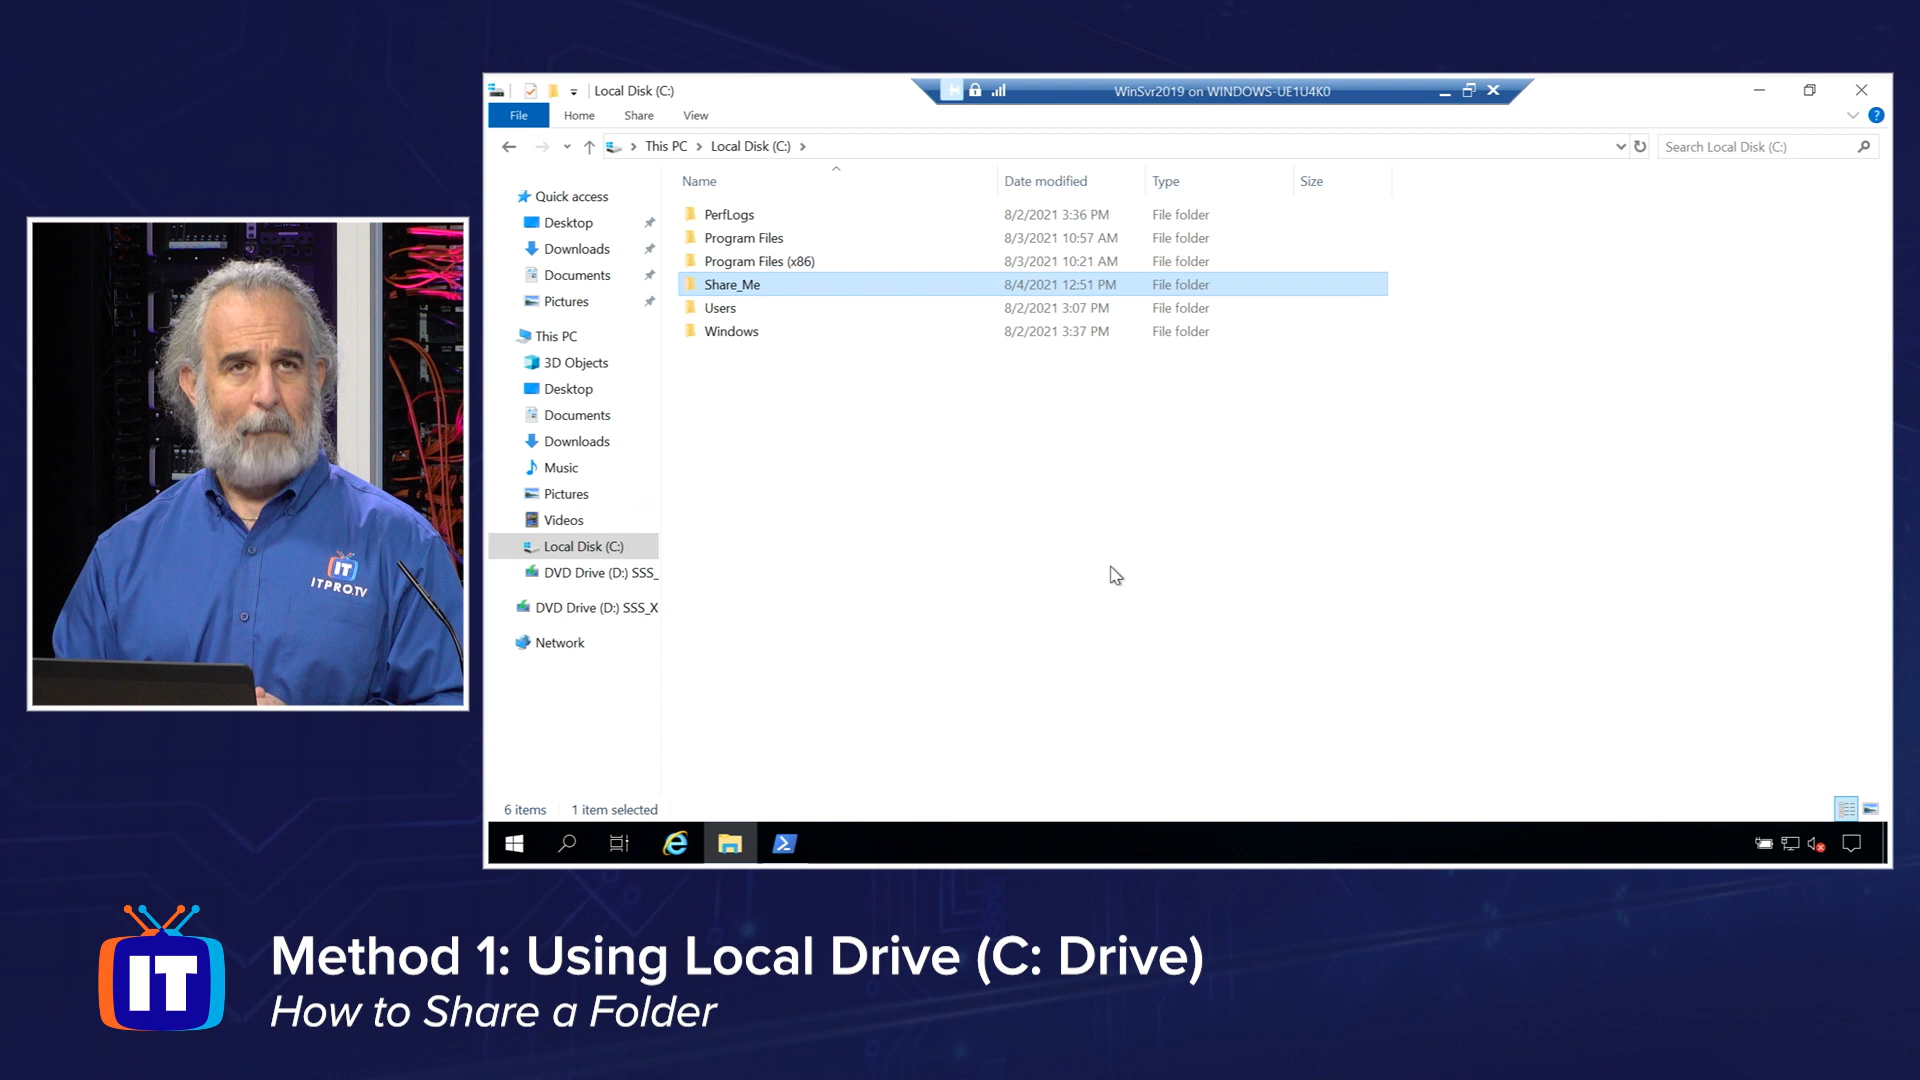 Local Disk (C:)
WinSvr2019 on WINDOWS-UE1U4K0
File Home Share View
This PC Local Disk (C:)
Search Local Disk (C:)
Name Date modified Type Size
Quick access
Desktop
Downloads
Documents
Pictures
This PC
3D Objects
Desktop
Documents
Downloads
Music
Pictures
Videos
Local Disk (C:)
DVD Drive (D:) SSS_
DVD Drive (D:) SSS_X
Network
PerfLogs 8/2/2021 3:36 PM File folder
Program Files 8/3/2021 10:57 AM File folder
Program Files (x86) 8/3/2021 10:21 AM File folder
Share_Me 8/4/2021 12:51 PM File folder
Users 8/2/2021 3:07 PM File folder
Windows 8/2/2021 3:37 PM File folder
6 items 1 item selected
IT
ITPRO.TV
IT
Method 1: Using Local Drive (C: Drive)
How to Share a Folder